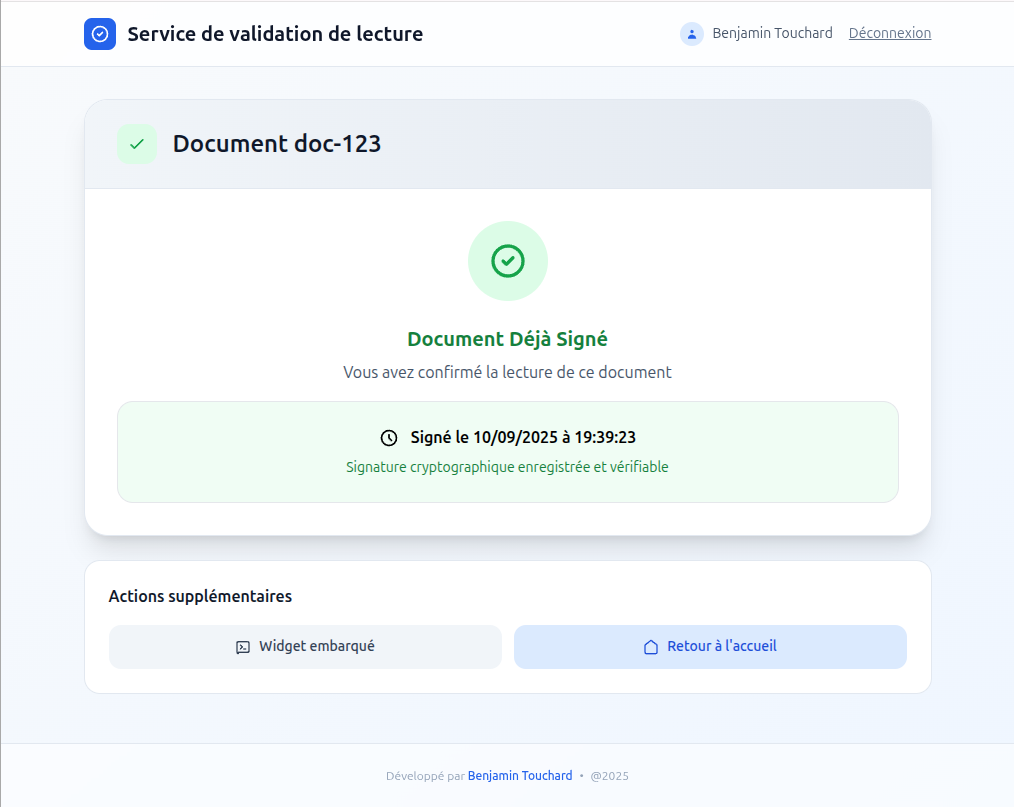 Service de validation de lecture
Benjamin Touchard Déconnexion
Document doc-123
Document Déjà Signé
Vous avez confirmé la lecture de ce document
Signé le 10/09/2025 à 19:39:23
Signature cryptographique enregistrée et vérifiable
Actions supplémentaires
Widget embarqué
Retour à l'accueil
Développé par Benjamin Touchard • @2025